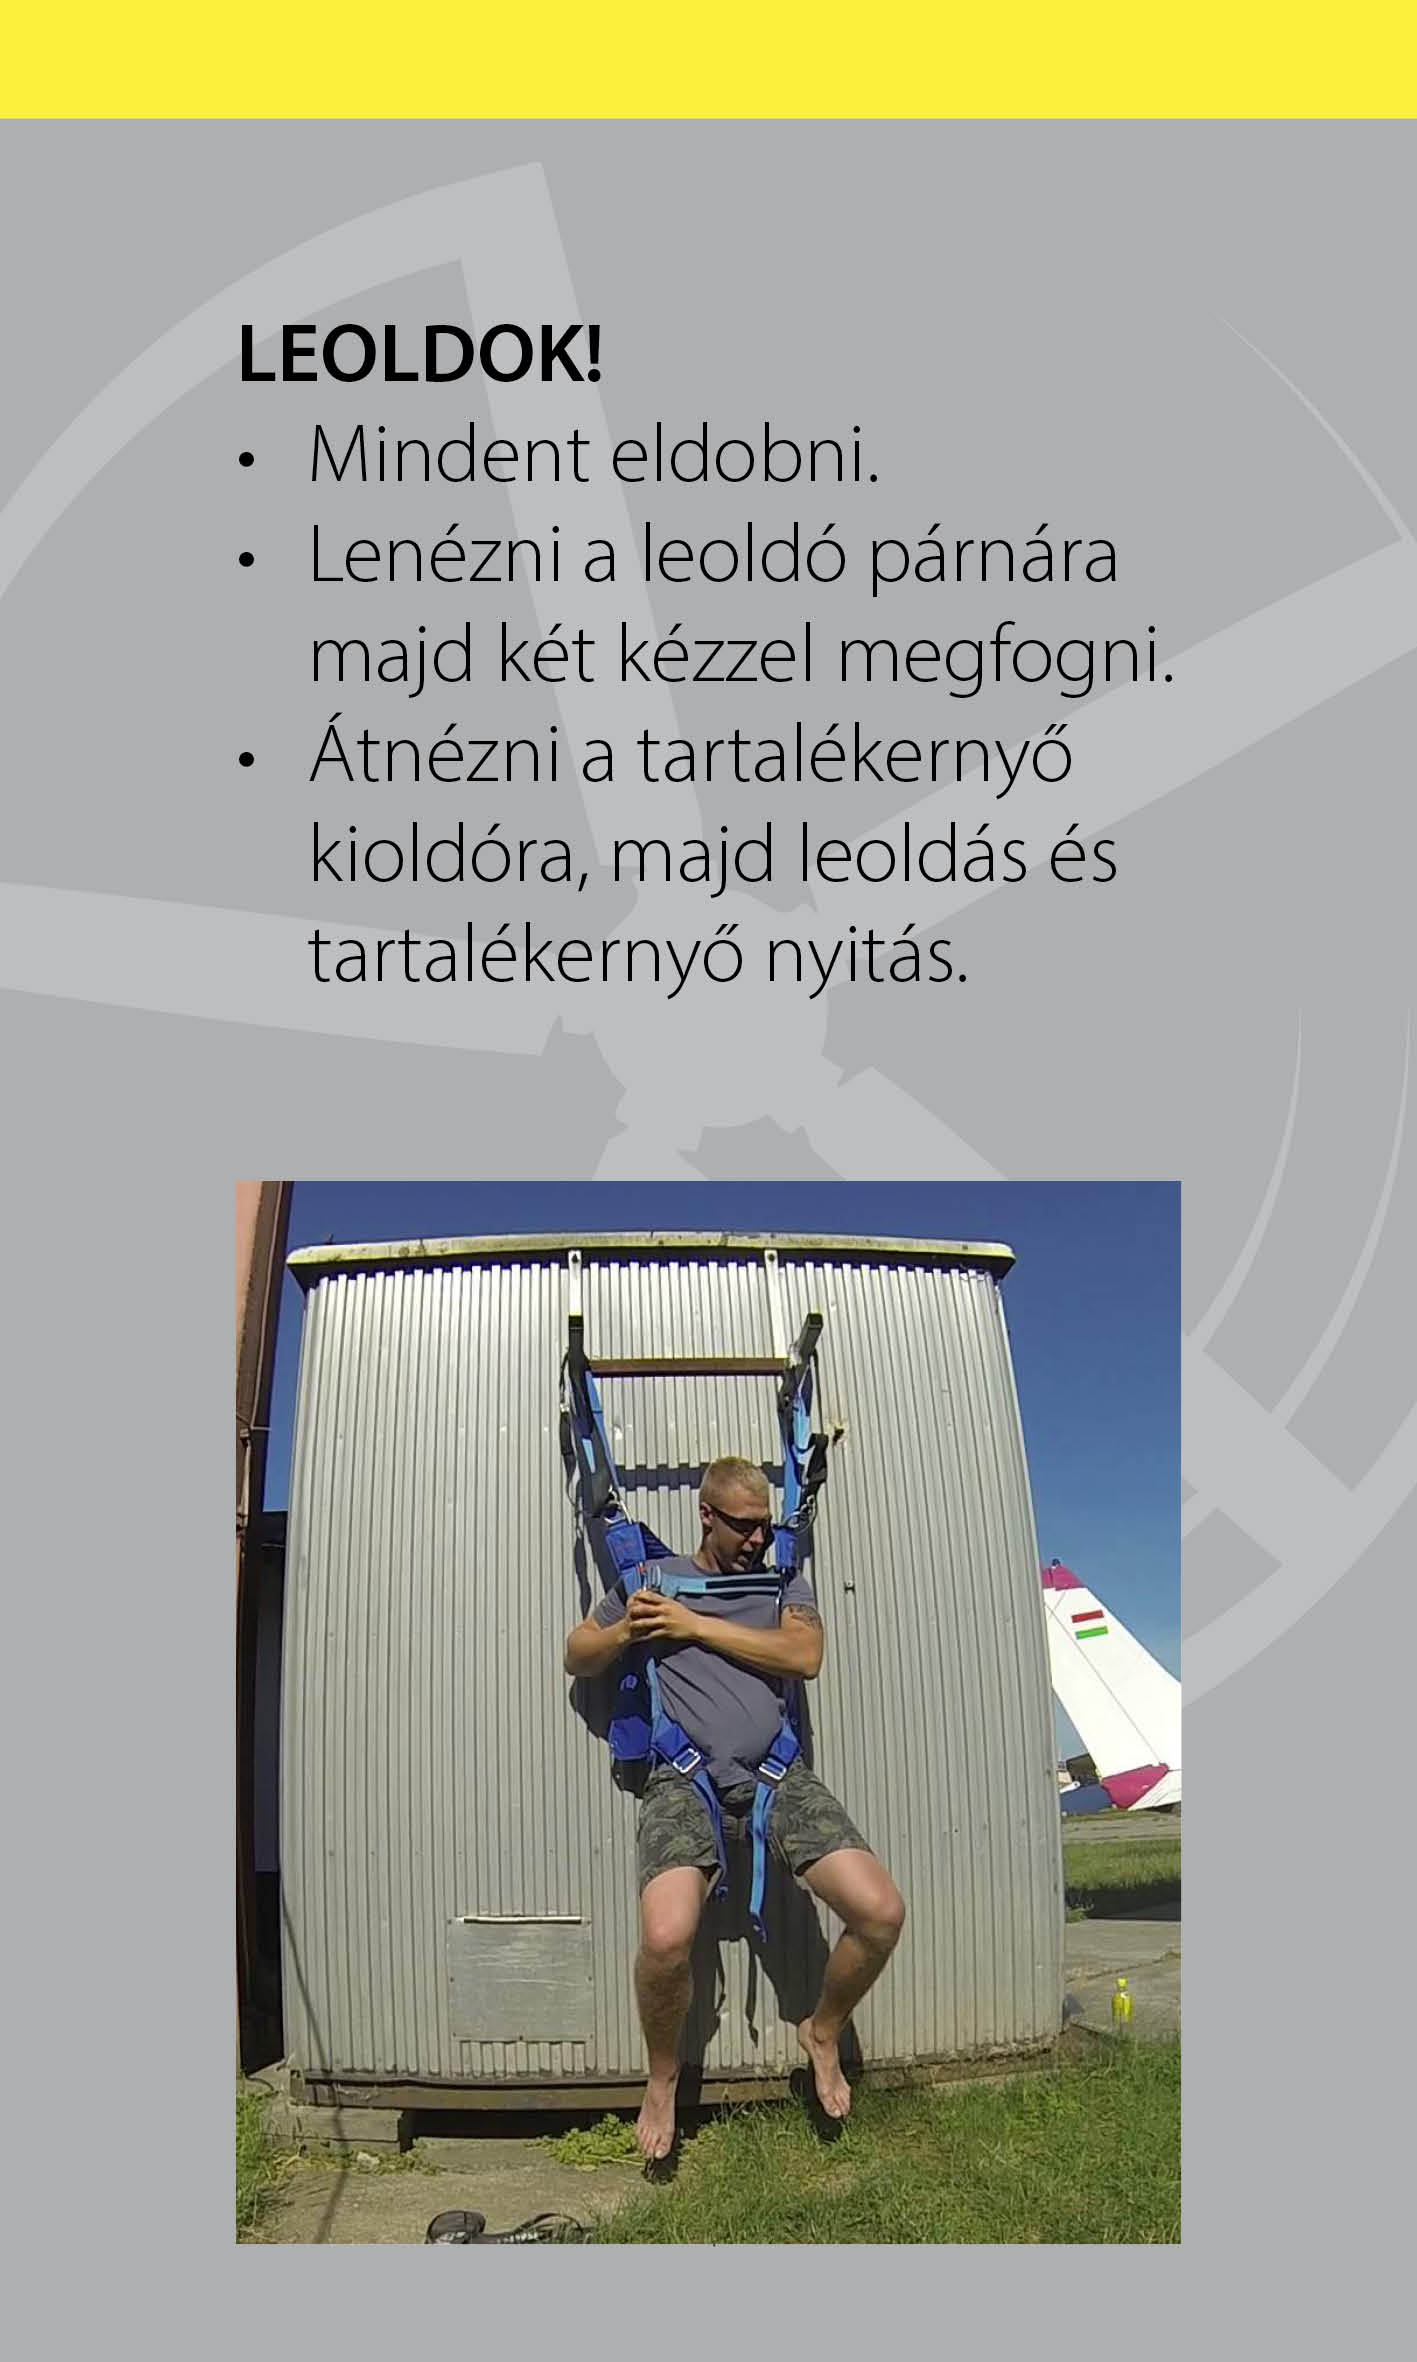 LEOLDOK!
• Mindent eldobni.
• Lenézni a leoldó párnára
majd két kézzel megfogni.
• Átnézni a tartalékernyő
kioldóra, majd leoldás és
tartalékernyő nyitás.